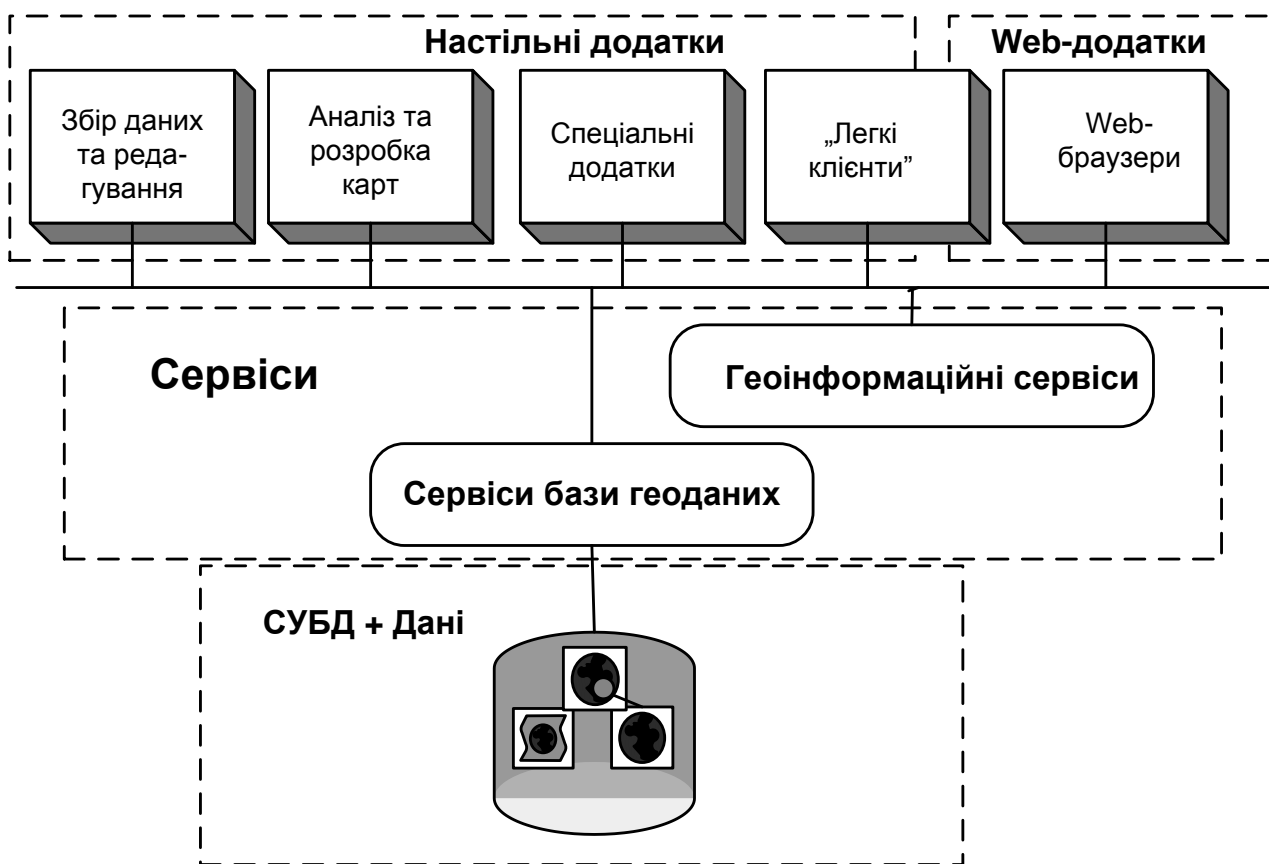 Настільні додатки
Web-додатки
Збір даних
та реда-
гування
Аналіз та
розробка
карт
Спеціальні
додатки
„Легкі
клієнти”
Web-
браузери
Сервіси
Геоінформаційні сервіси
Сервіси бази геоданих
СУБД + Дані